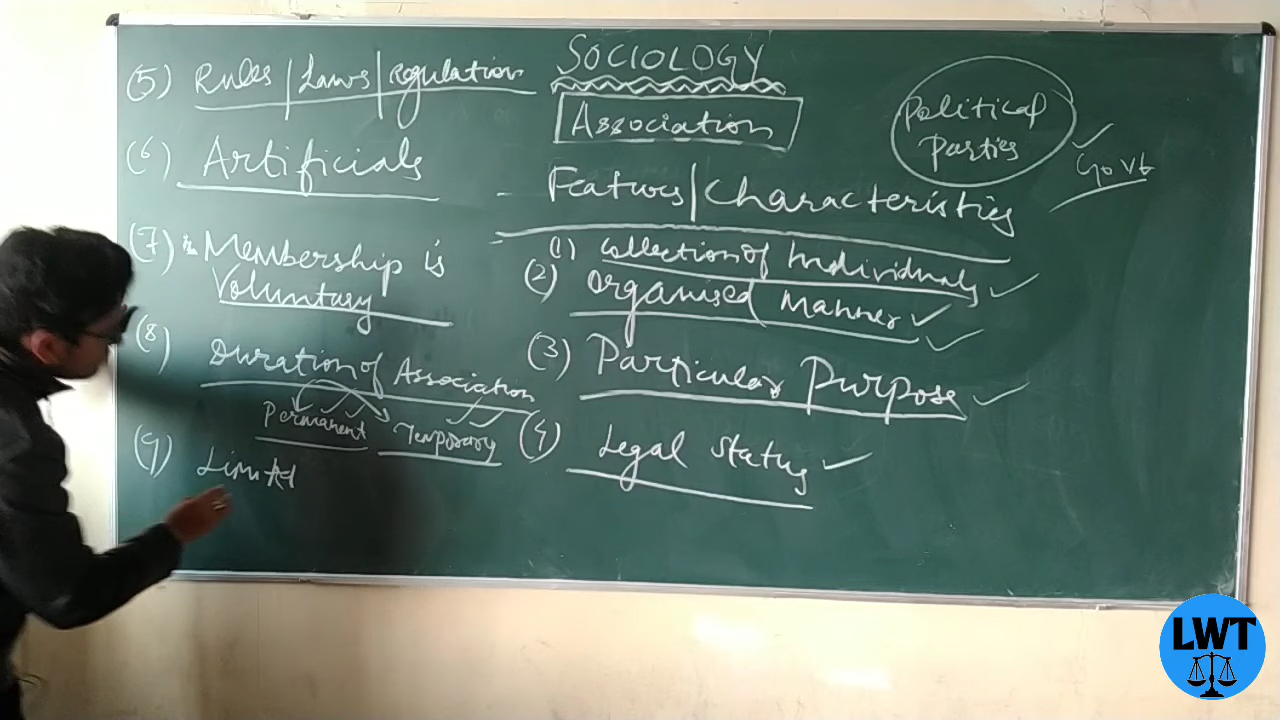 SOCIOLOGY
Association
Political
Parties
Govt
- Features/Characteristics
(1) Collection of Individuals
(2) Organised Manner
(3) Particular Purpose
(4) Legal Status
(5) Rules/Laws/Regulation
(6) Artificials
(7) Membership is
Voluntary
(8) Duration of Association
Permanent Temporary
(9) Limited
LWT